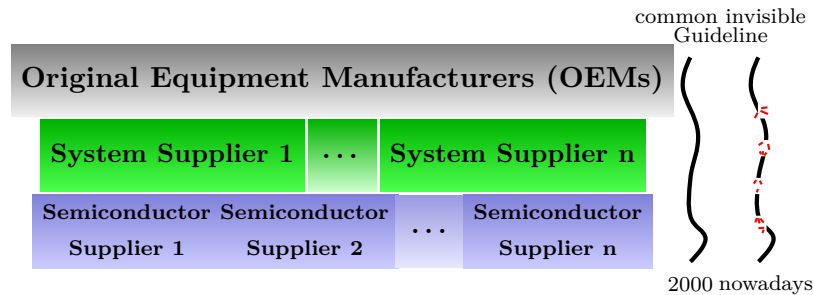 common invisible
Guideline
Original Equipment Manufacturers (OEMs)
System Supplier 1 ... System Supplier n
Semiconductor Semiconductor ... Semiconductor
Supplier 1 Supplier 2 Supplier n
2000 nowadays